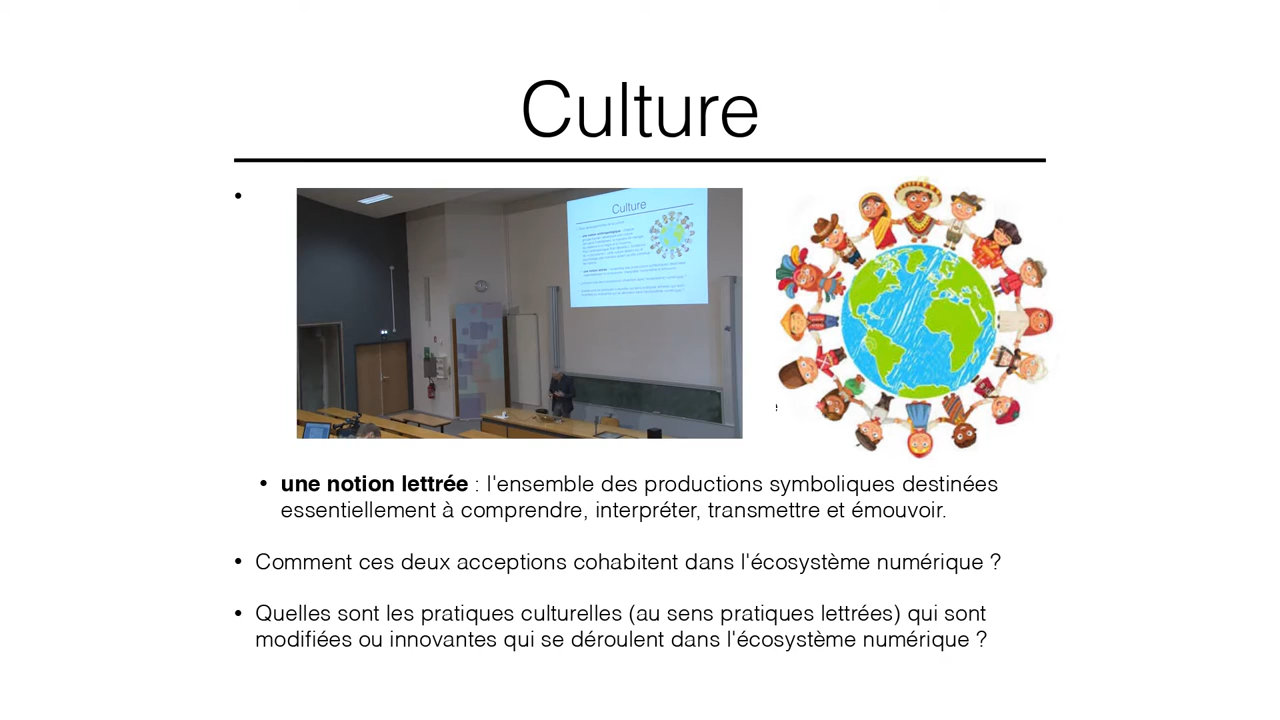 Culture
•
Culture
e
• une notion lettrée : l'ensemble des productions symboliques destinées
essentiellement à comprendre, interpréter, transmettre et émouvoir.
• Comment ces deux acceptions cohabitent dans l'écosystème numérique ?
• Quelles sont les pratiques culturelles (au sens pratiques lettrées) qui sont
modifiées ou innovantes qui se déroulent dans l'écosystème numérique ?